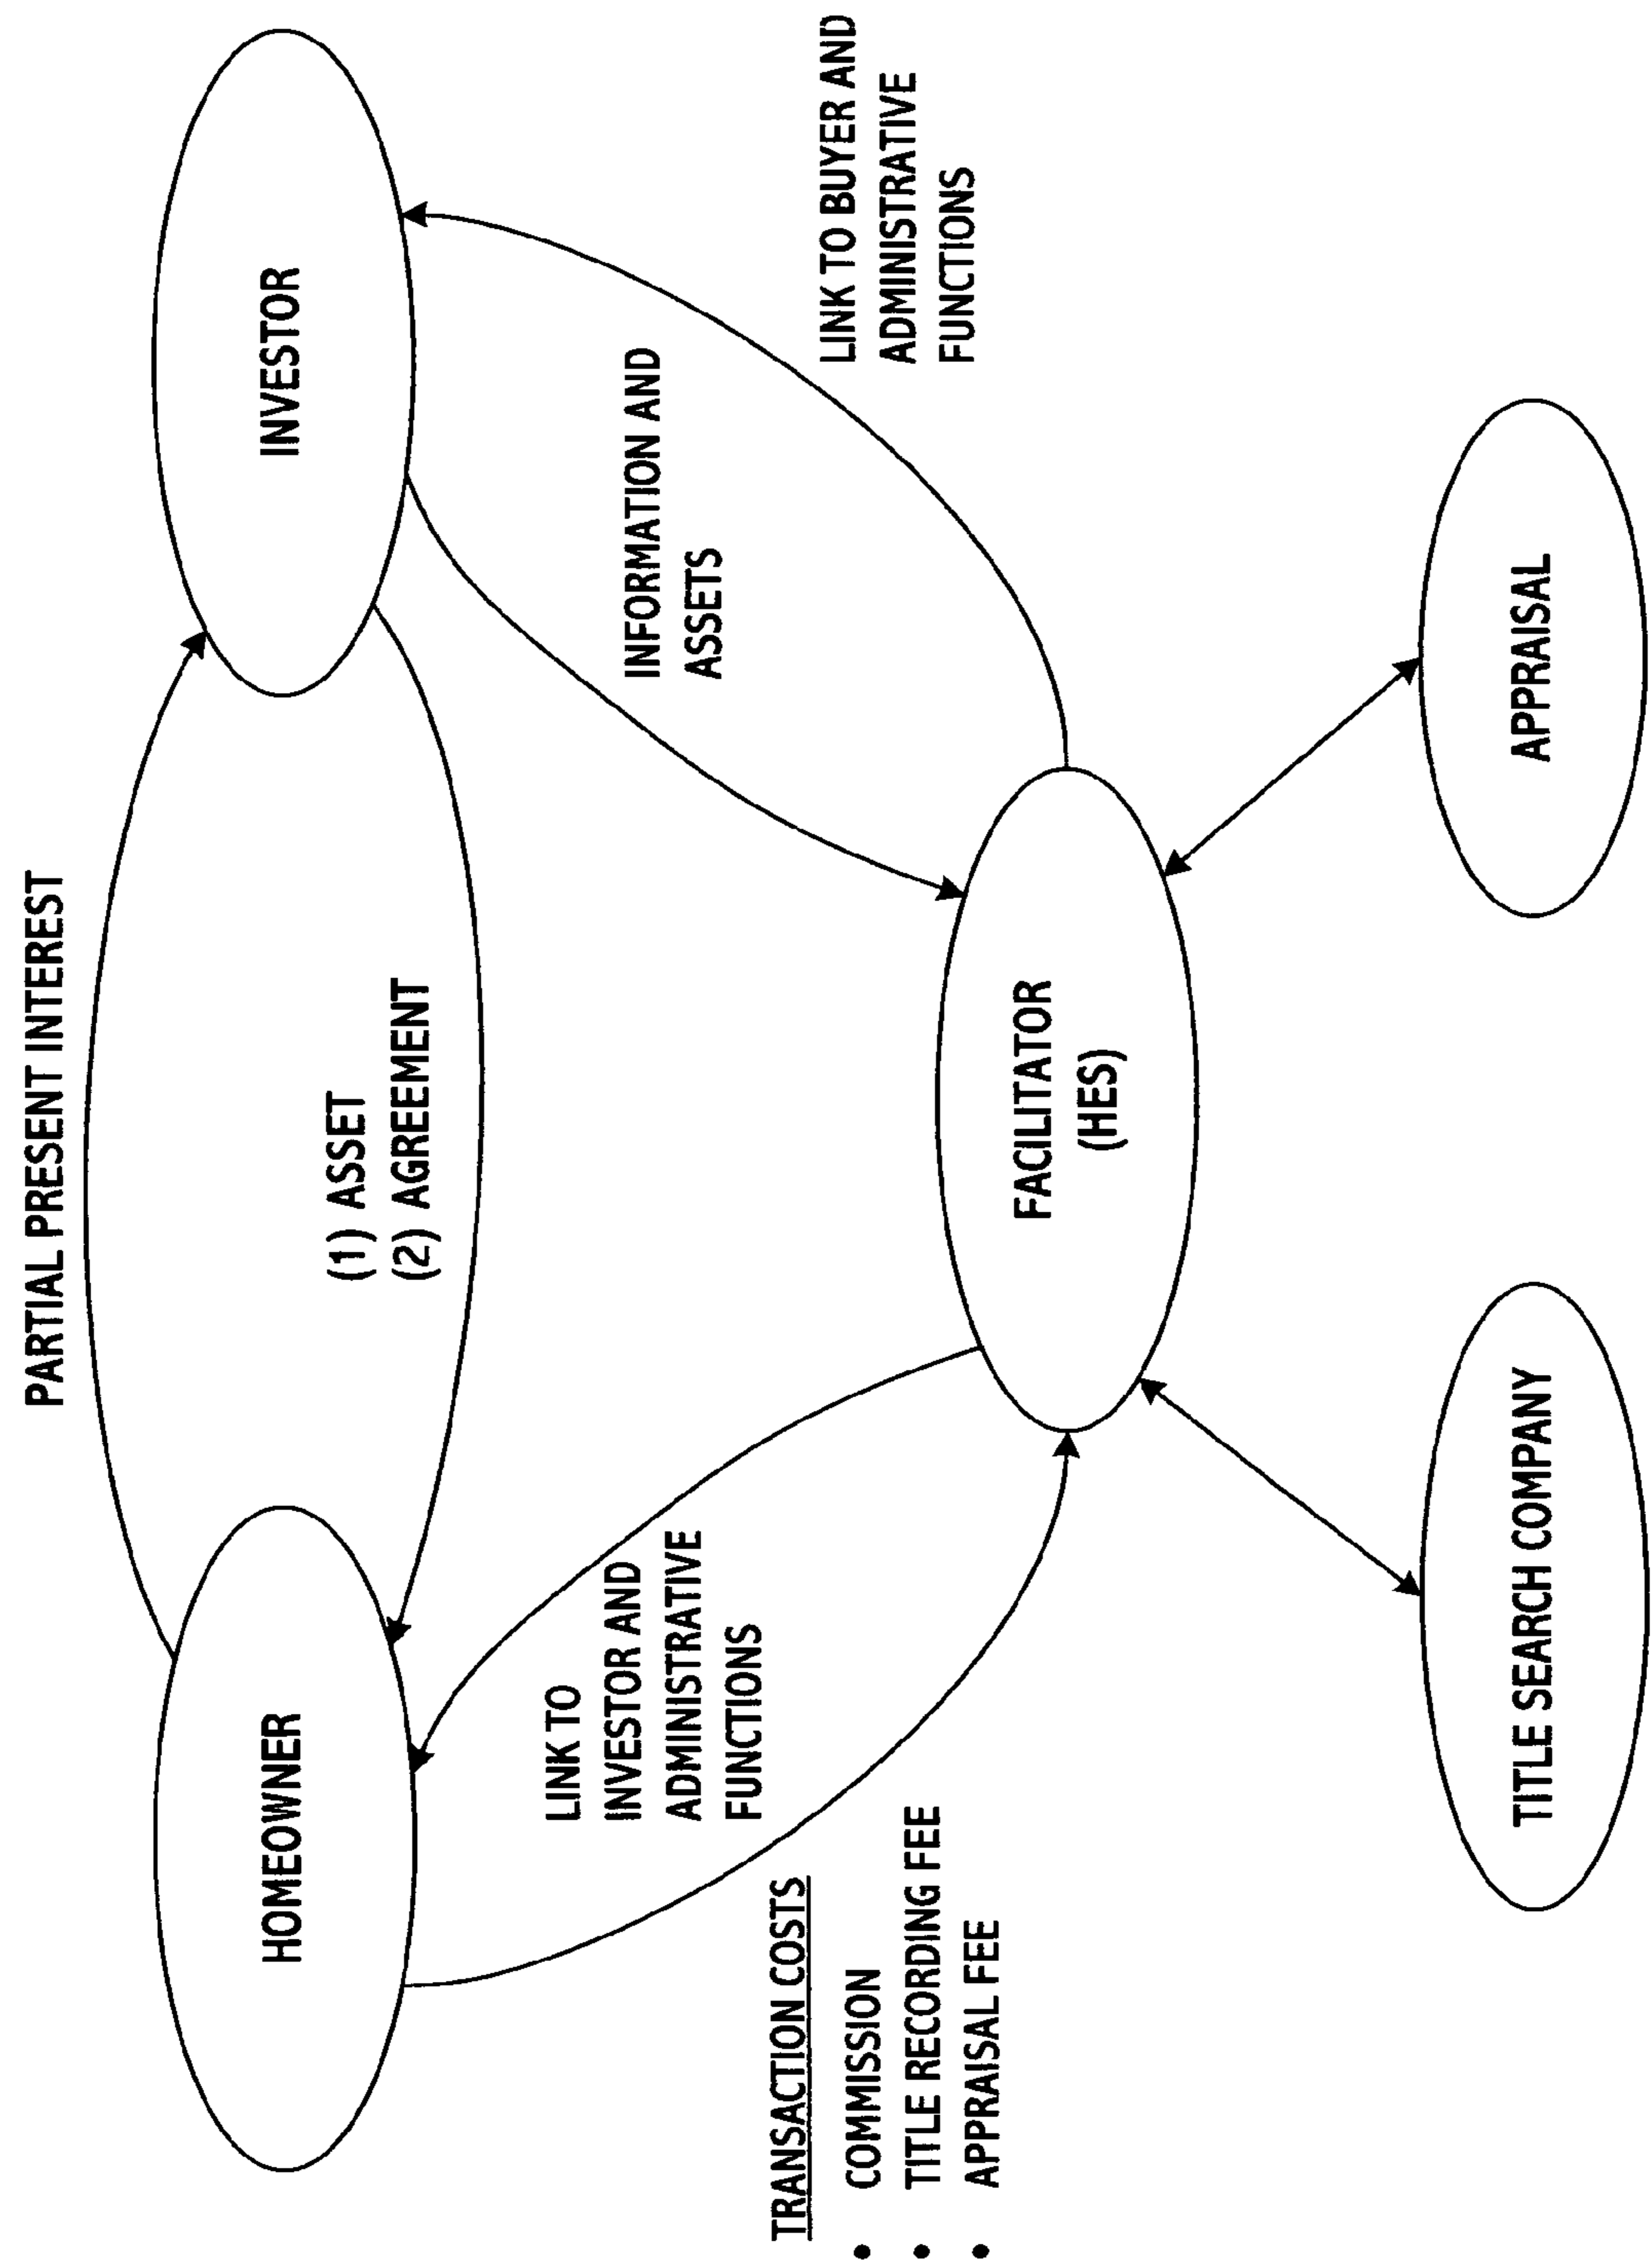 PARTIAL PRESENT INTEREST
HOMEOWNER
INVESTOR
(1) ASSET
(2) AGREEMENT
LINK TO
INVESTOR AND
ADMINISTRATIVE
FUNCTIONS
INFORMATION AND
ASSETS
TRANSACTION COSTS
• COMMISSION
• TITLE RECORDING FEE
• APPRAISAL FEE
LINK TO BUYER AND
ADMINISTRATIVE
FUNCTIONS
FACILITATOR
(HES)
TITLE SEARCH COMPANY
APPRAISAL